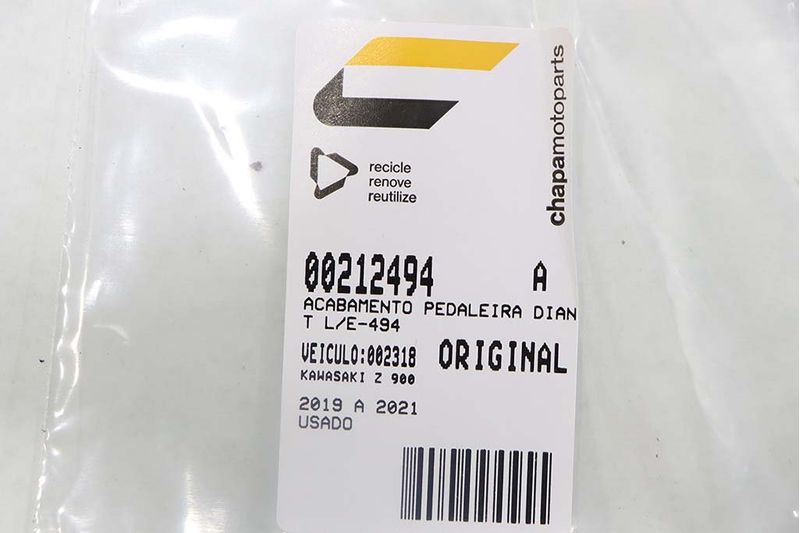 chapamotoparts
recicle
renove
reutilize
00212494 A
ACABAMENTO PEDALEIRA DIAN
T L/E-494
VEICULO:002318 ORIGINAL
KAWASAKI Z 900
2019 A 2021
USADO